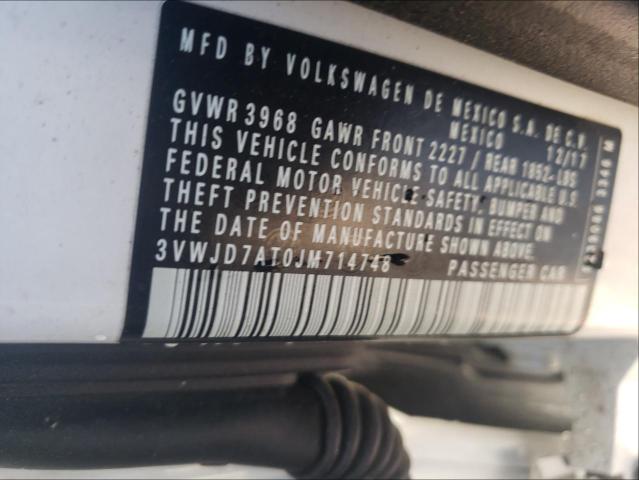 MFD BY VOLKSWAGEN DE MEXICO S.A. DE C.V.
MEXICO
GVWR 3968 GAWR FRONT 2227 / REAR 1852-LBS 12/17
THIS VEHICLE CONFORMS TO ALL APPLICABLE U.S
FEDERAL MOTOR VEHICLE-SAFETY, BUMPER AND
THEFT PREVENTION STANDARDS IN EFFECT ON
THE DATE OF MANUFACTURE SHOWN ABOVE.
3VWJD7AT0JM714748 PASSENGER CAR